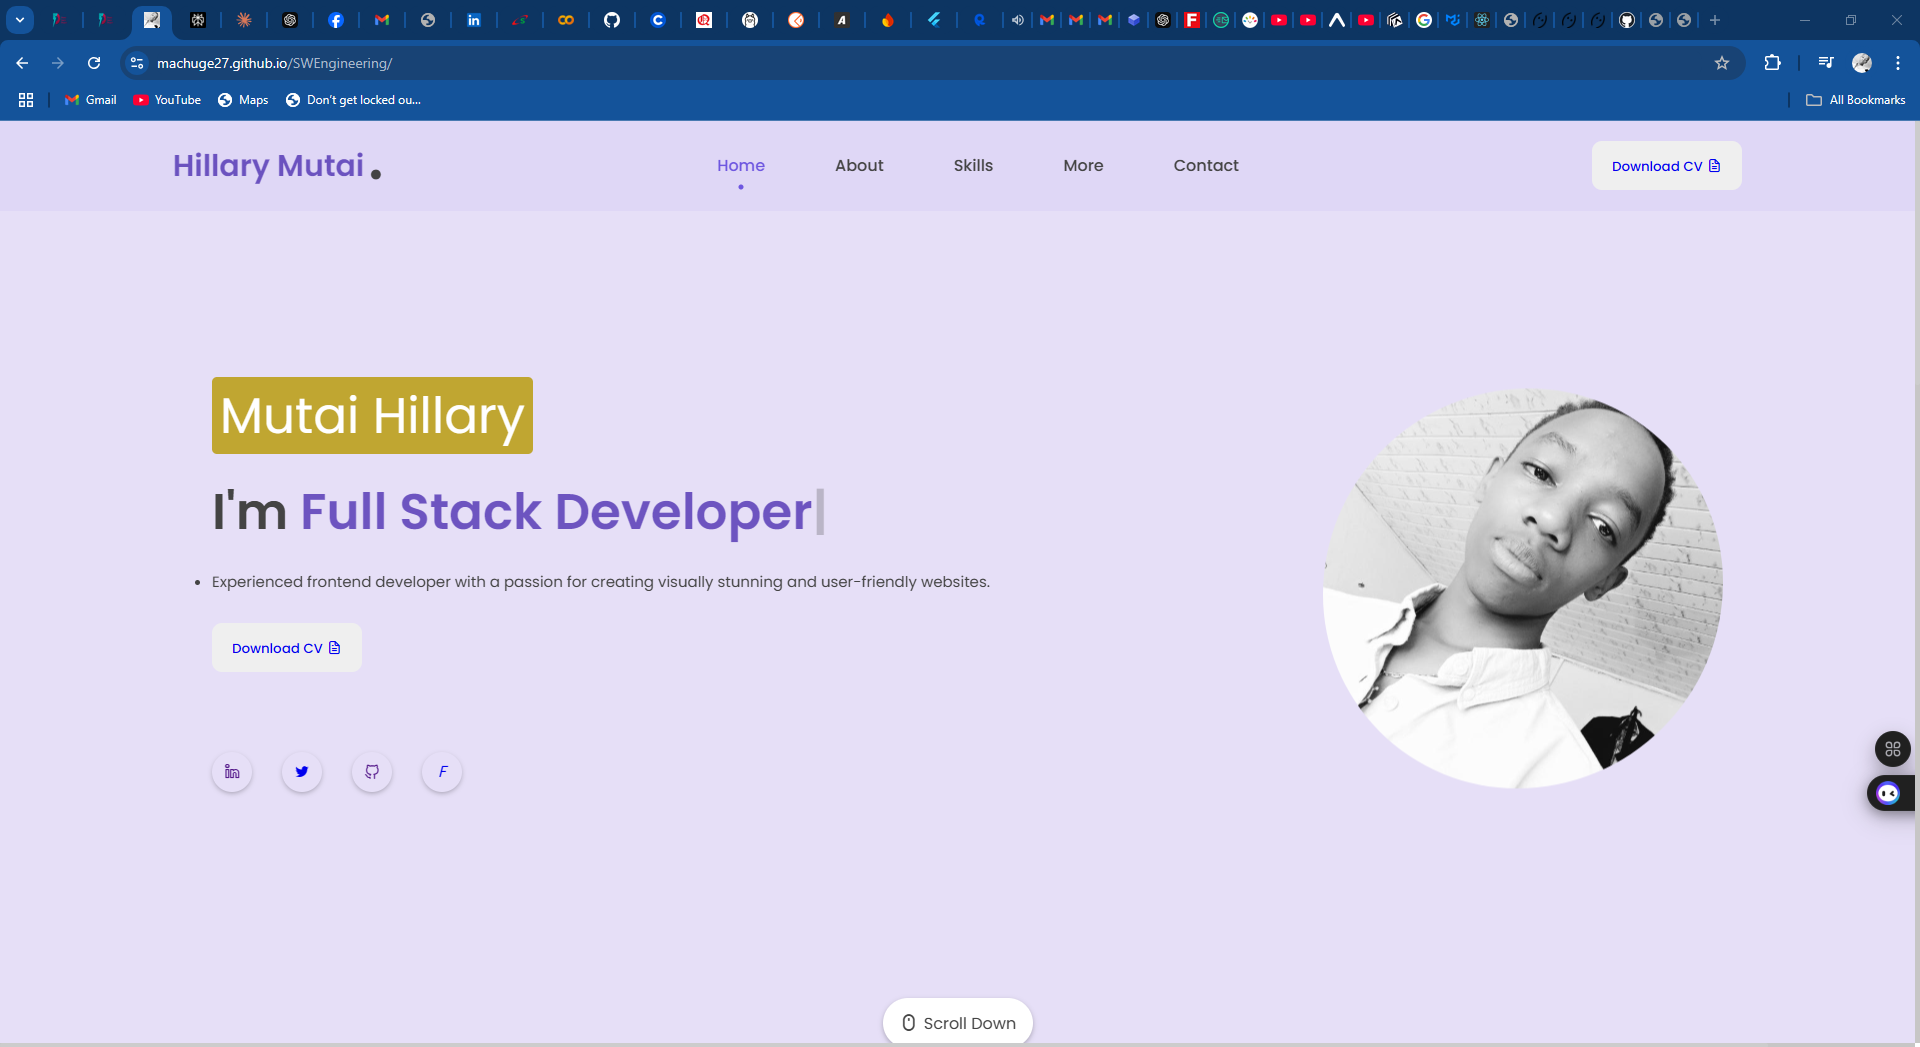 machuge27.github.io/SWEngineering/
Gmail
YouTube
Maps
Don't get locked ou...
All Bookmarks
Hillary Mutai.
Home
About
Skills
More
Contact
Download CV
Mutai Hillary
I'm Full Stack Developer|
• Experienced frontend developer with a passion for creating visually stunning and user-friendly websites.
Download CV
F
Scroll Down